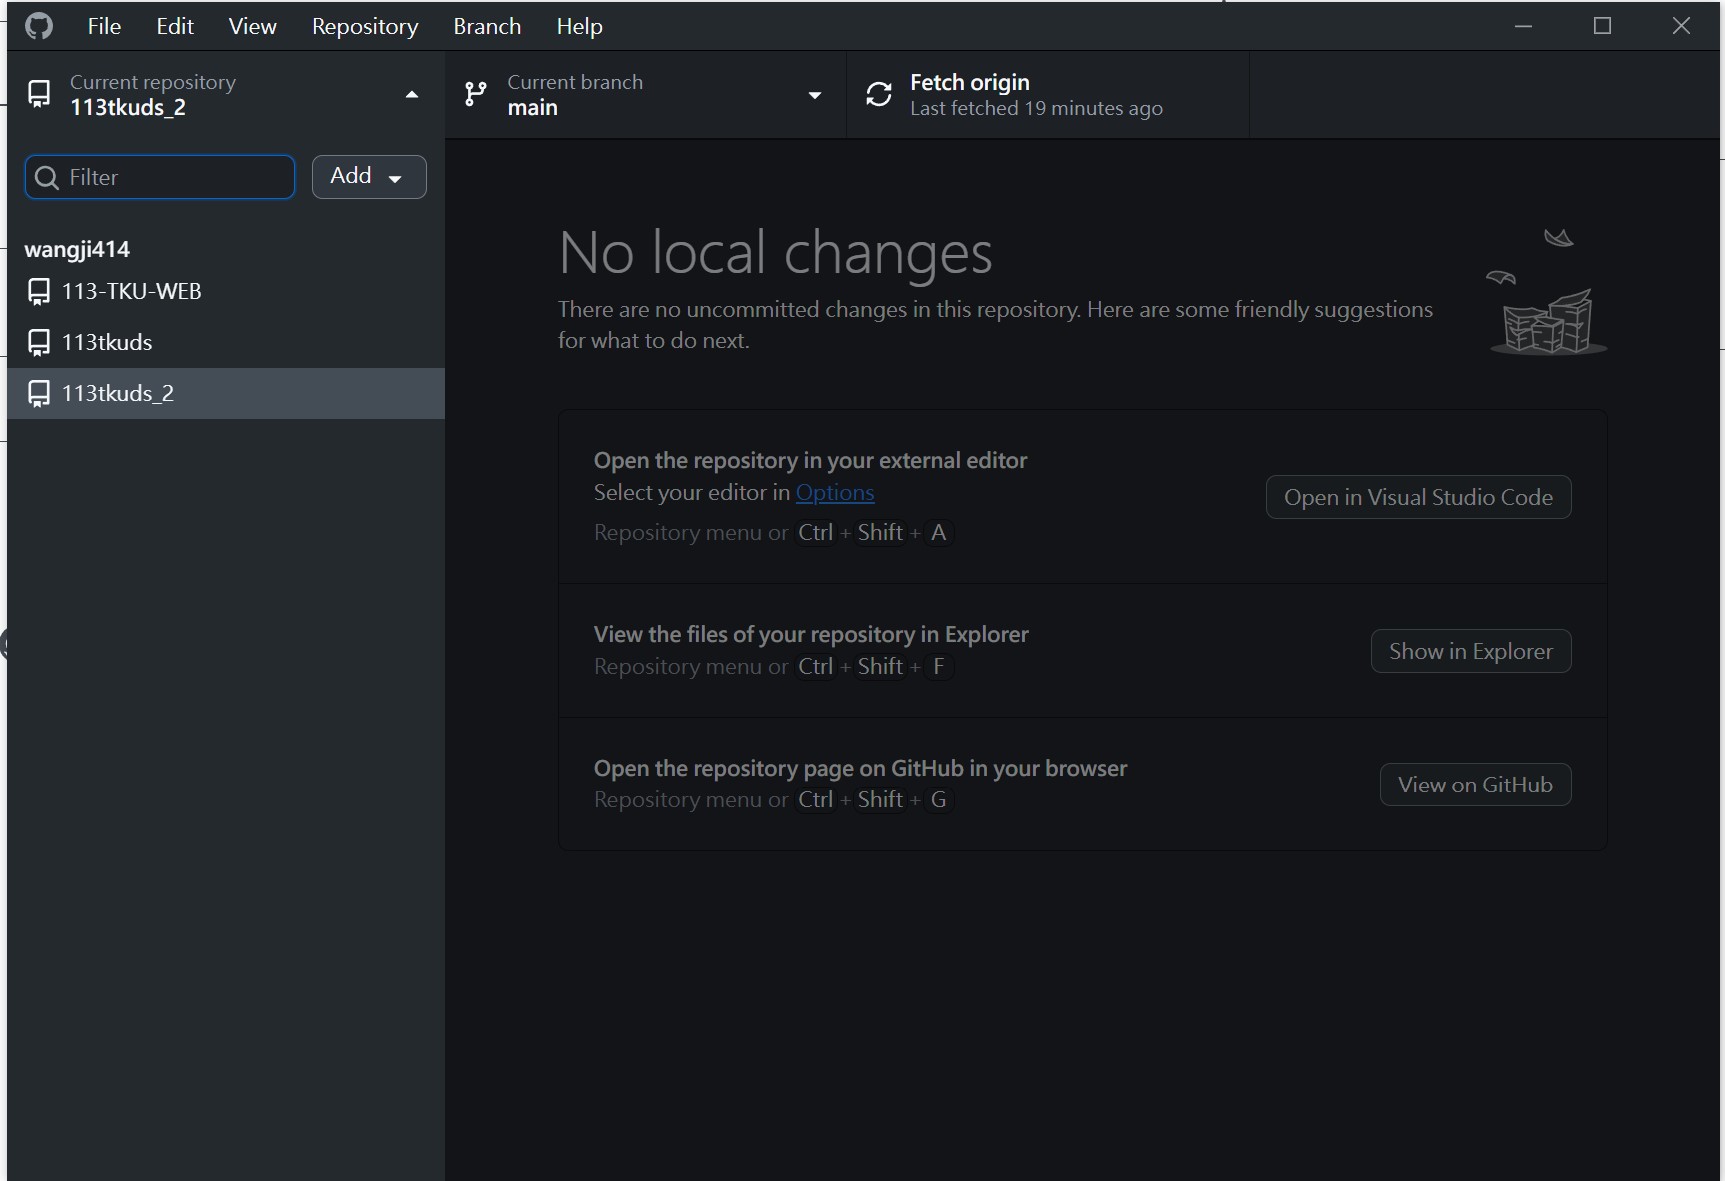 File Edit View Repository Branch Help
Current repository
113tkuds_2
Current branch
main
Fetch origin
Last fetched 19 minutes ago
Filter
Add
wangji414
113-TKU-WEB
113tkuds
113tkuds_2
No local changes
There are no uncommitted changes in this repository. Here are some friendly suggestions
for what to do next.
Open the repository in your external editor
Select your editor in Options
Repository menu or Ctrl + Shift + A
Open in Visual Studio Code
View the files of your repository in Explorer
Repository menu or Ctrl + Shift + F
Show in Explorer
Open the repository page on GitHub in your browser
Repository menu or Ctrl + Shift + G
View on GitHub